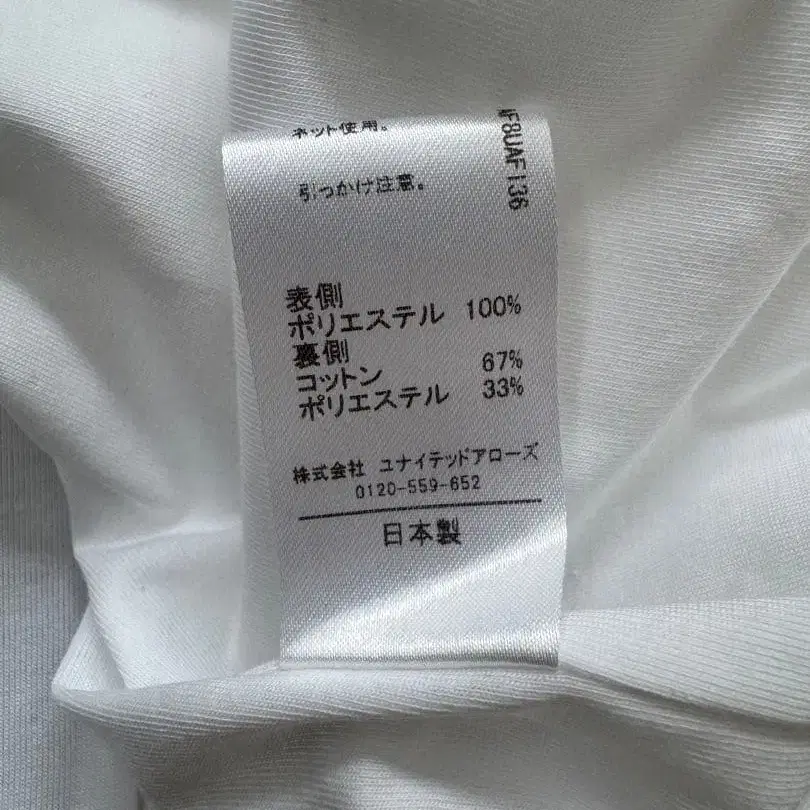 ネット使用。
引っかけ注意。
F8UAF136
表側
ポリエステル 100%
裏側
コットン 67%
ポリエステル 33%
株式会社 ユナイテッドアローズ
0120-559-652
日本製